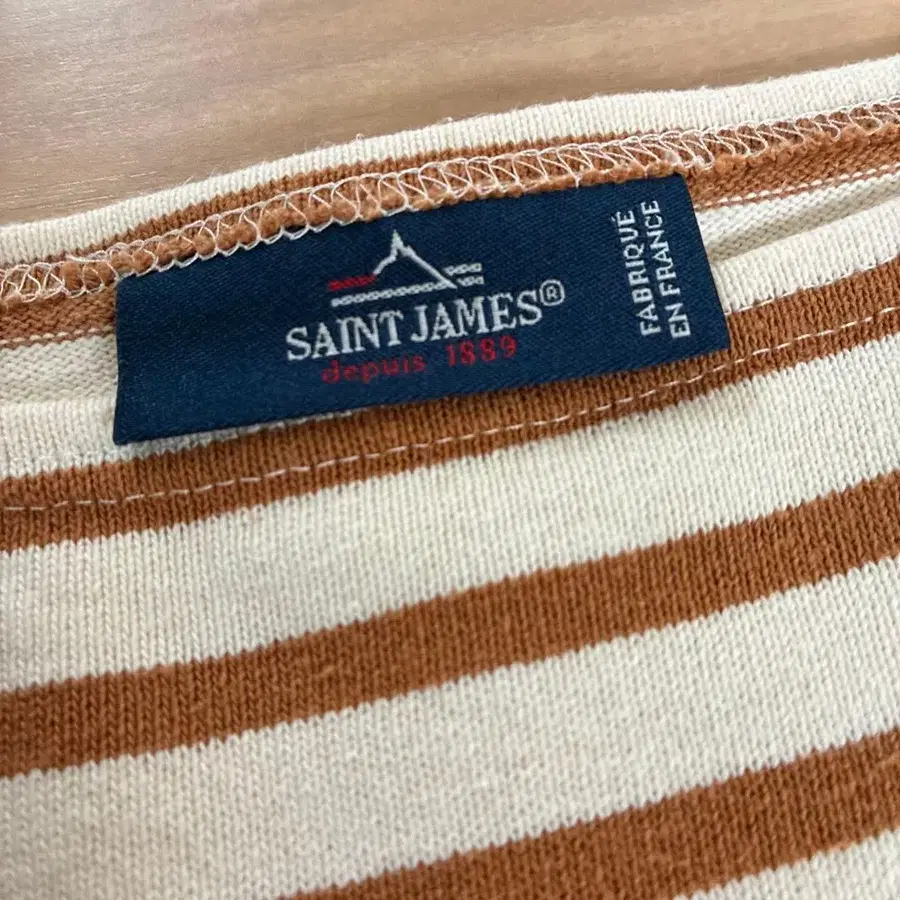 SAINT JAMES®
depuis 1889
FABRIQUÉ
EN FRANCE